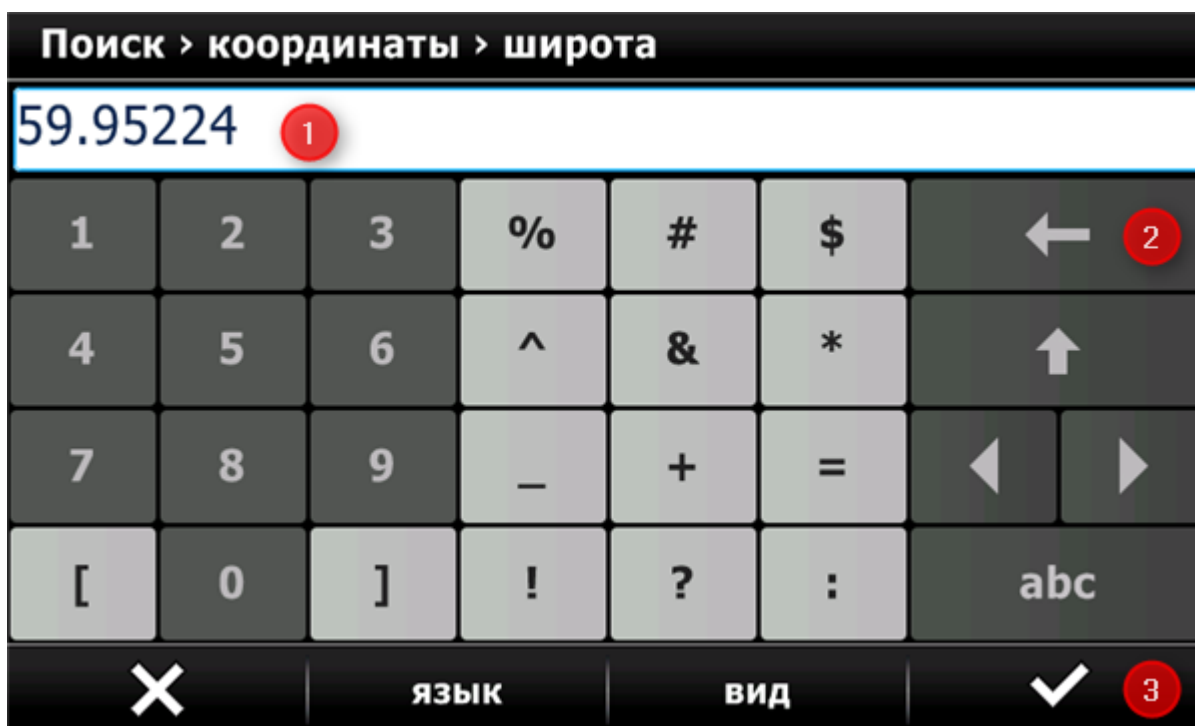 Поиск › координаты › широта
59.95224 1
1 2 3 % # $ 2
4 5 6 ^ & *
7 8 9 _ + =
[ 0 ] ! ? : abc
язык вид 3